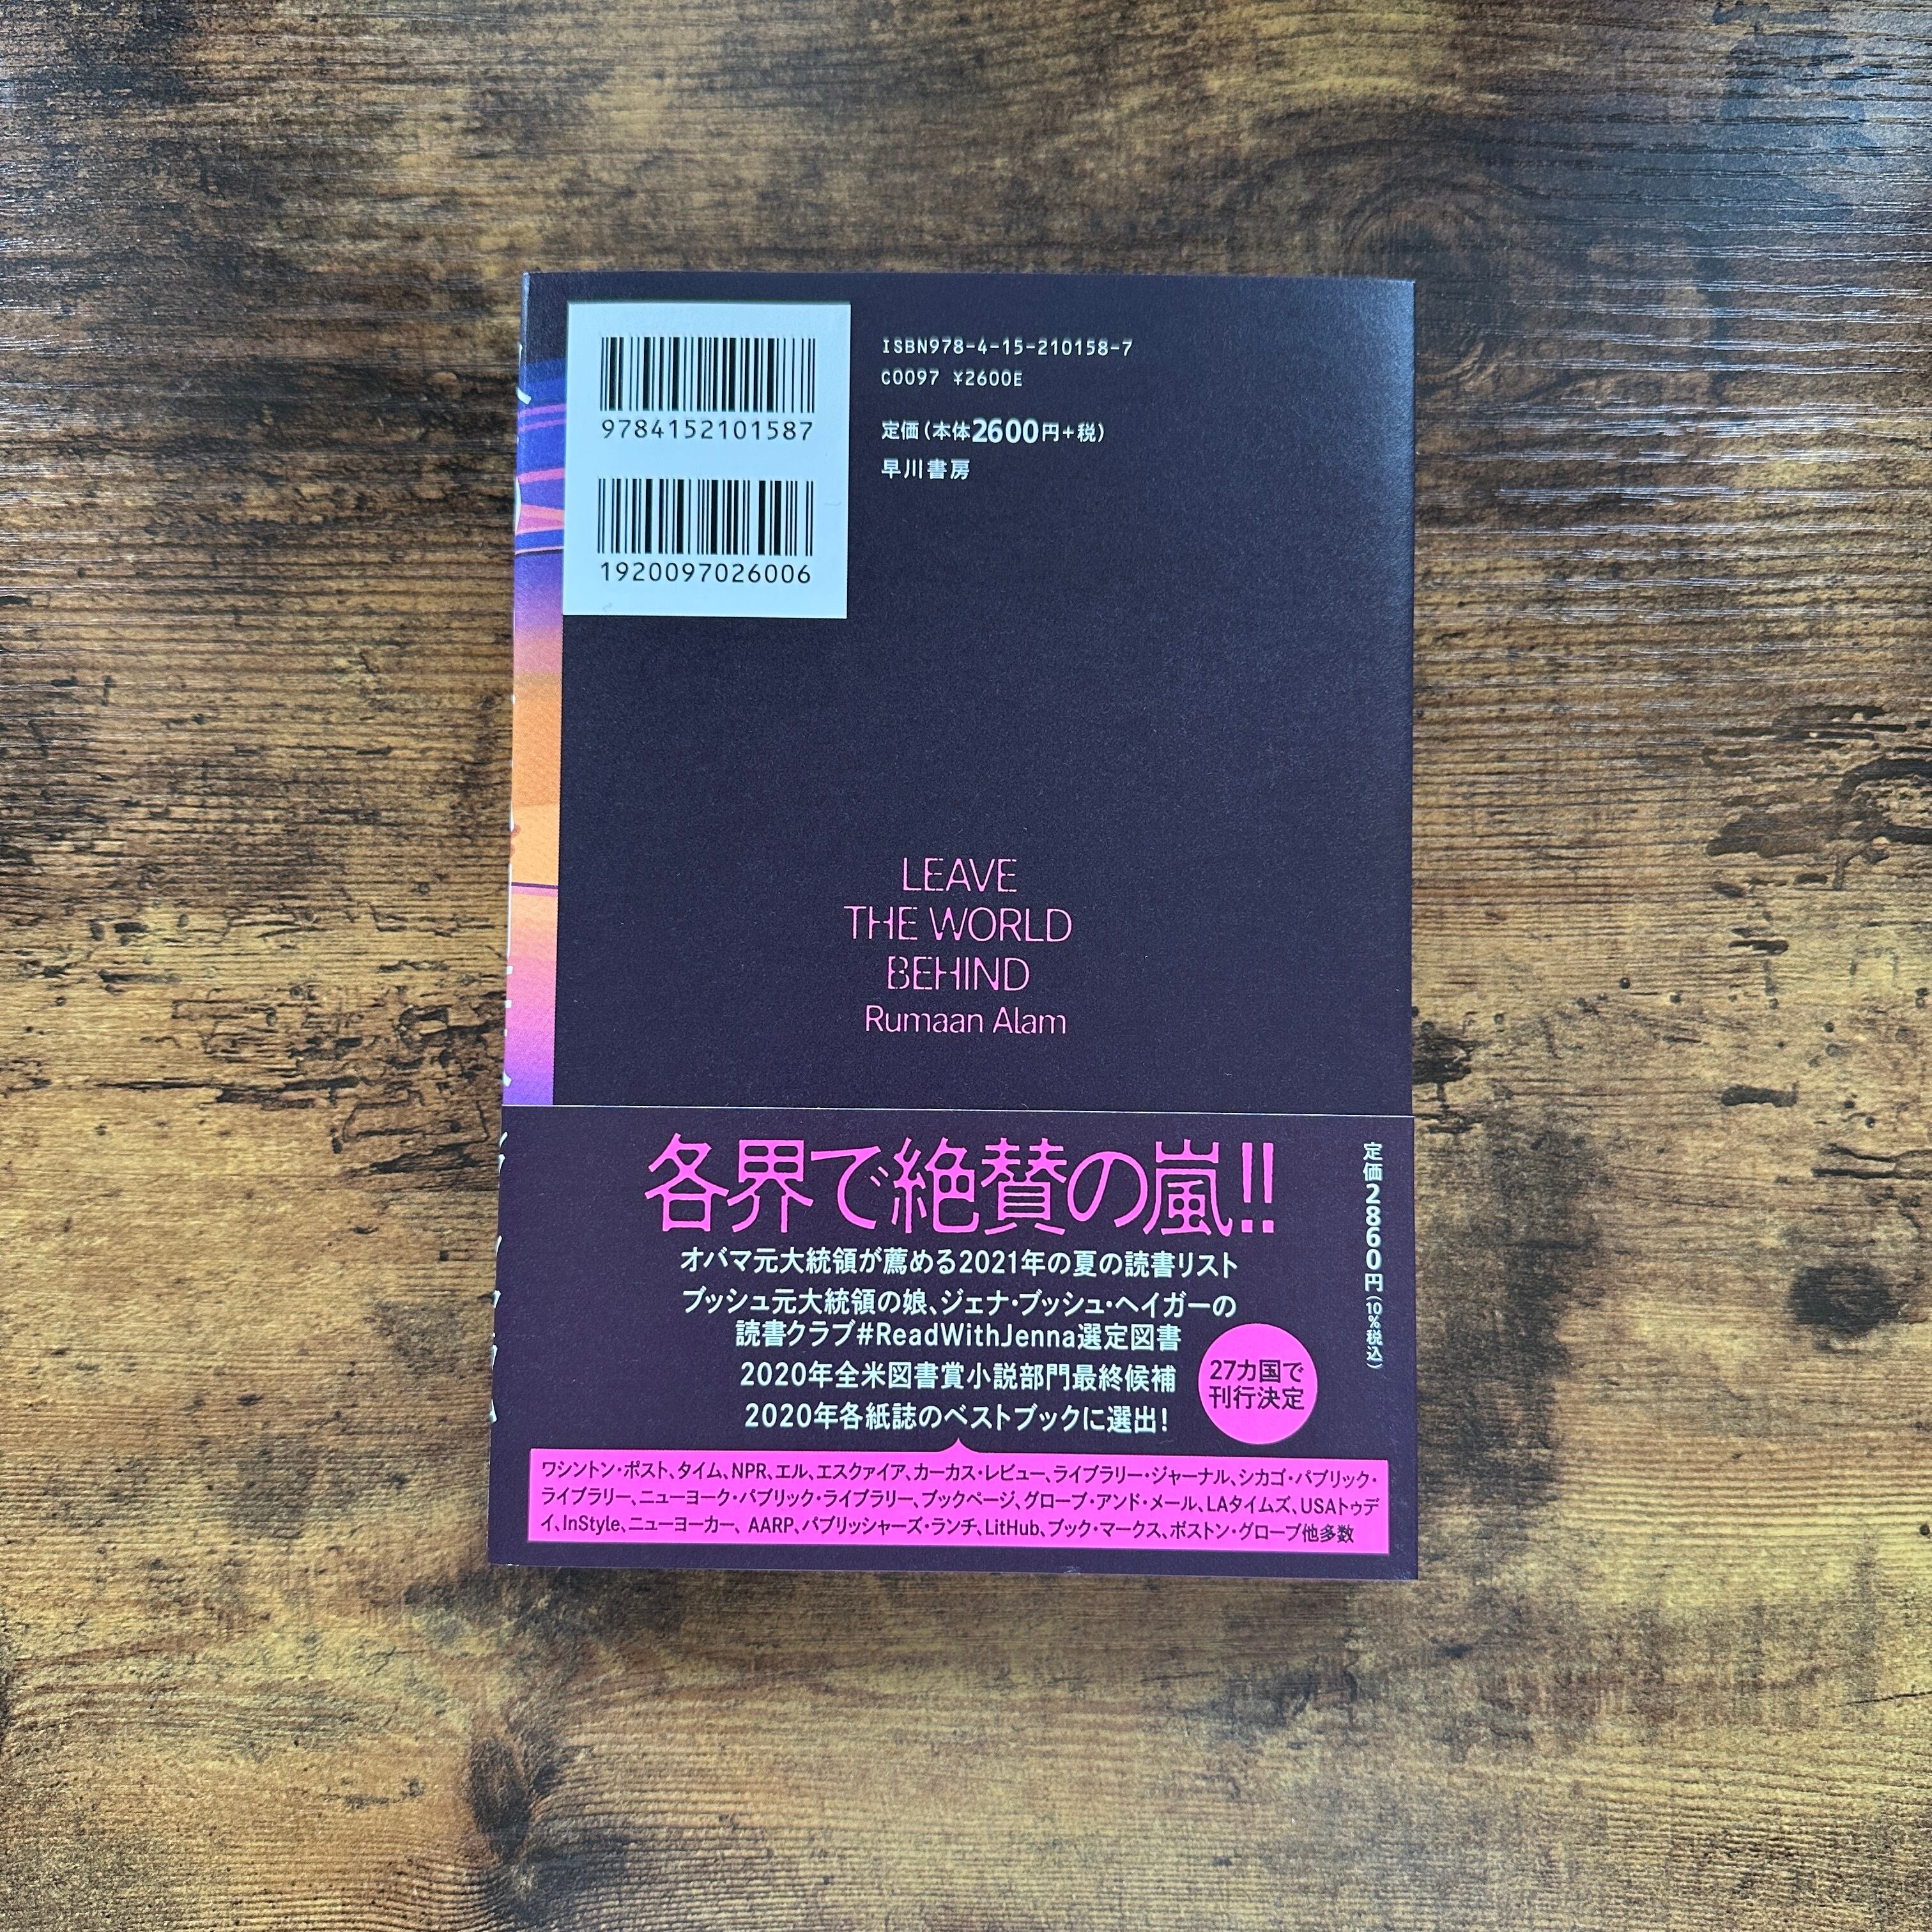 9784152101587
1920097026006
ISBN978-4-15-210158-7
C0097 ¥2600E
定価(本体2600円+税)
早川書房
LEAVE
THE WORLD
BEHIND
Rumaan Alam
各界で絶賛の嵐!!
オバマ元大統領が薦める2021年の夏の読書リスト
ブッシュ元大統領の娘、ジェナ・ブッシュ・ヘイガーの
読書クラブ#ReadWithJenna選定図書
2020年全米図書賞小説部門最終候補
2020年各紙誌のベストブックに選出!
27カ国で
刊行決定
ワシントン・ポスト、タイム、NPR、エル、エスクァイア、カーカス・レビュー、ライブラリー・ジャーナル、シカゴ・パブリック・
ライブラリー、ニューヨーク・パブリック・ライブラリー、ブックページ、グローブ・アンド・メール、LAタイムズ、USAトゥデ
イ、InStyle、ニューヨーカー、AARP、パブリッシャーズ・ランチ、LitHub、ブック・マークス、ボストン・グローブ他多数
定価2860円(10%税込)